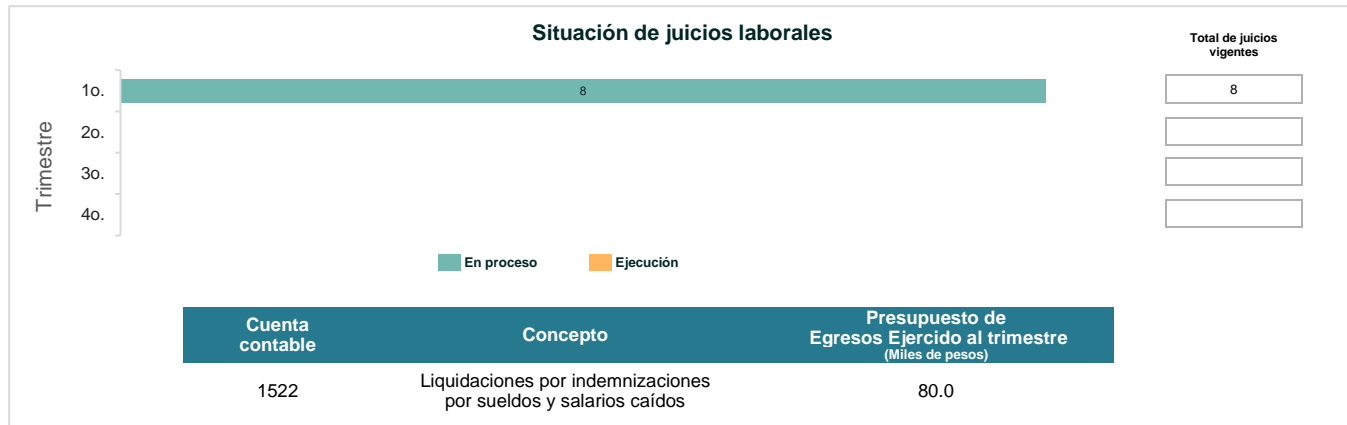 Situación de juicios laborales
Total de juicios
vigentes
Trimestre
1o.
8
8
2o.
3o.
4o.
En proceso
Ejecución
Cuenta
contable
Concepto
Presupuesto de
Egresos Ejercido al trimestre
(Miles de pesos)
1522
Liquidaciones por indemnizaciones
por sueldos y salarios caídos
80.0